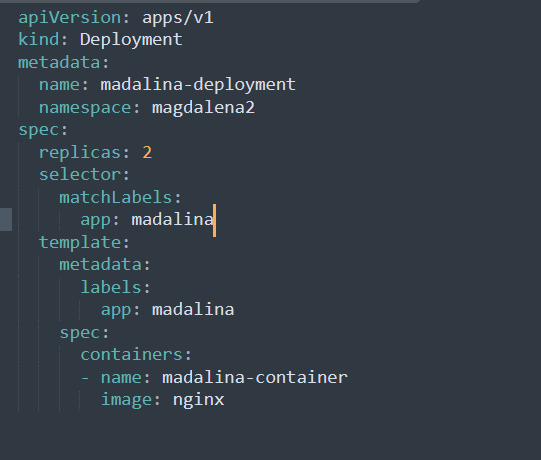 apiVersion: apps/v1
kind: Deployment
metadata:
  name: madalina-deployment
  namespace: magdalena2
spec:
  replicas: 2
  selector:
    matchLabels:
      app: madalina
  template:
    metadata:
      labels:
        app: madalina
    spec:
      containers:
      - name: madalina-container
        image: nginx